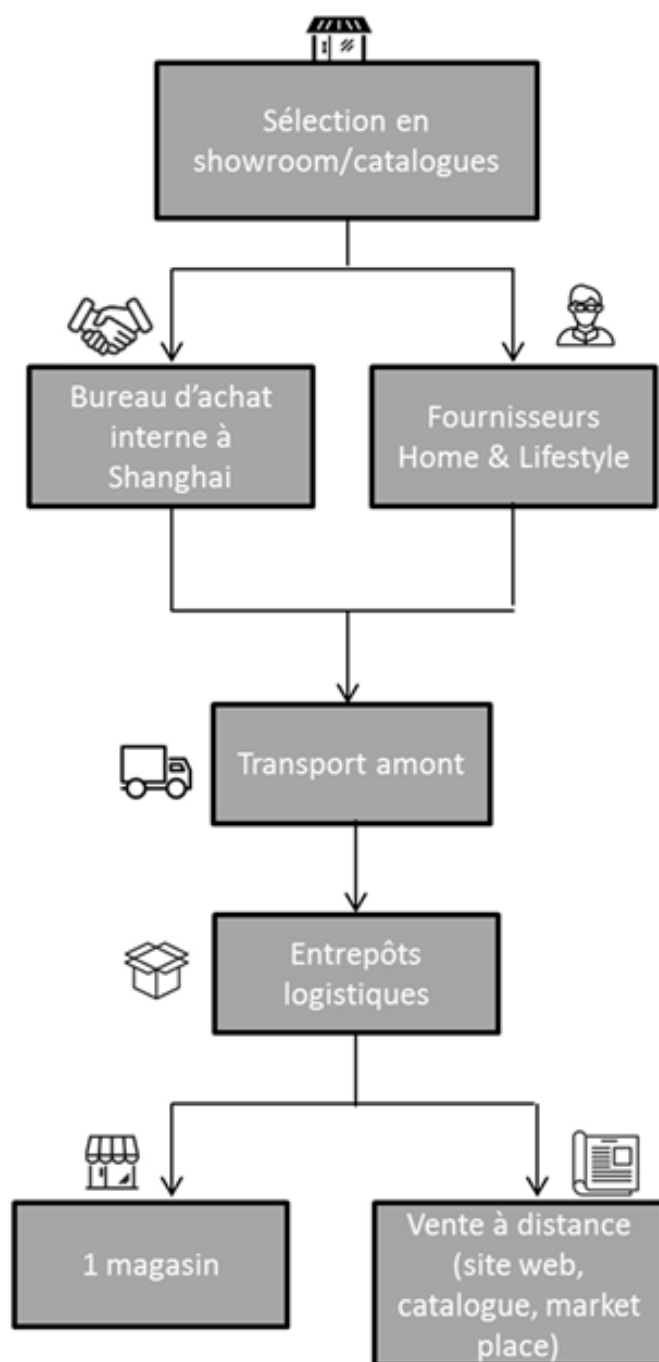 Sélection en
showroom/catalogues
Bureau d'achat
interne à
Shanghai
Fournisseurs
Home & Lifestyle
Transport amont
Entrepôts
logistiques
1 magasin
Vente à distance
(site web,
catalogue, market
place)